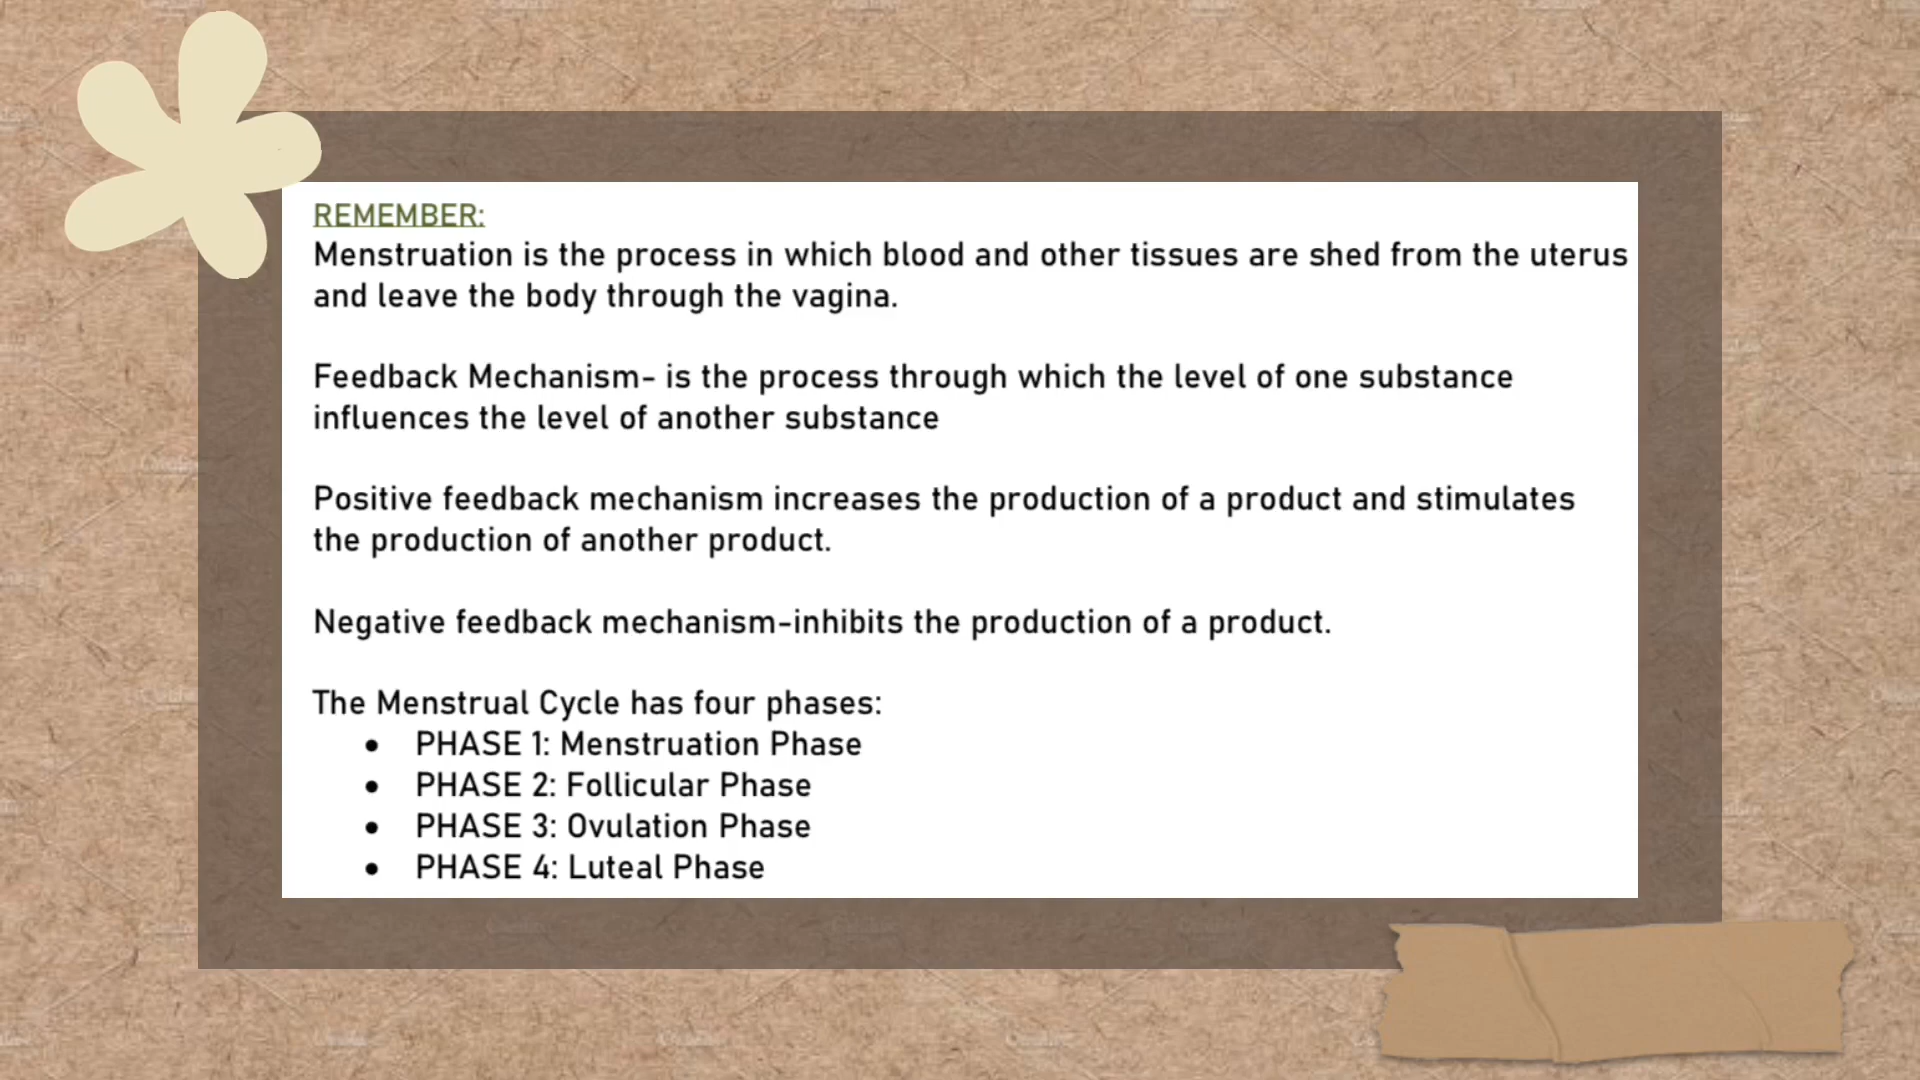 REMEMBER:
Menstruation is the process in which blood and other tissues are shed from the uterus
and leave the body through the vagina.
Feedback Mechanism- is the process through which the level of one substance
influences the level of another substance
Positive feedback mechanism increases the production of a product and stimulates
the production of another product.
Negative feedback mechanism-inhibits the production of a product.
The Menstrual Cycle has four phases:
• PHASE 1: Menstruation Phase
• PHASE 2: Follicular Phase
• PHASE 3: Ovulation Phase
• PHASE 4: Luteal Phase